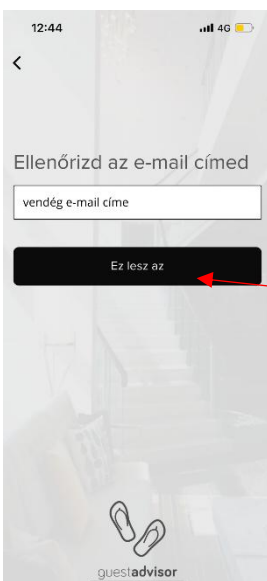 12:44
4G
Ellenőrizd az e-mail címed
vendég e-mail címe
Ez lesz az
guestadvisor